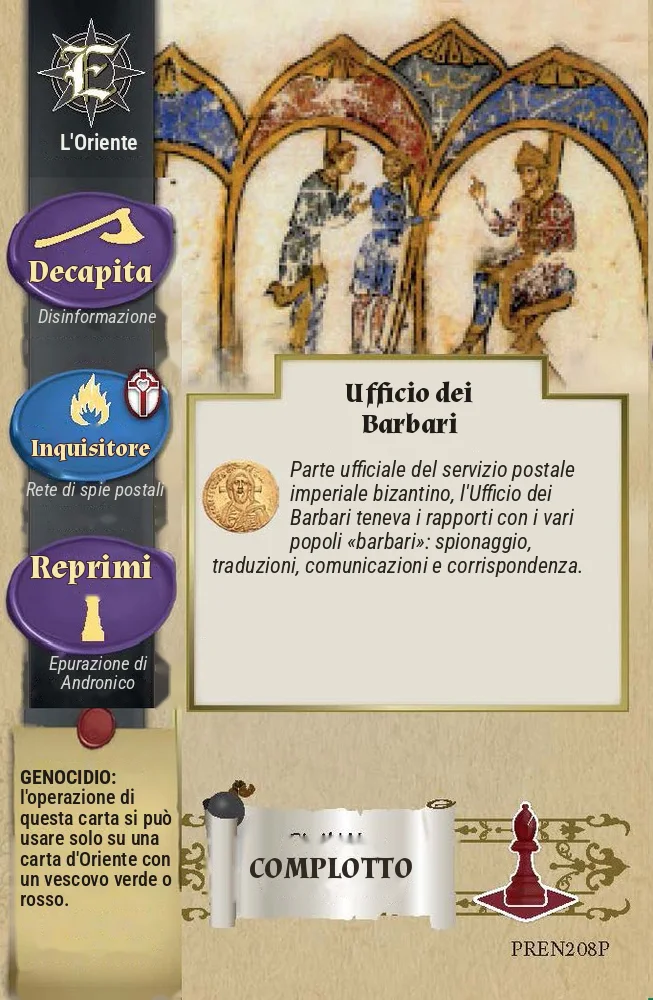 E
L'Oriente
Decapita
Disinformazione
Inquisitore
Rete di spie postali
Reprimi
Epurazione di
Andronico
GENOCIDIO:
l'operazione di
questa carta si può
usare solo su una
carta d'Oriente con
un vescovo verde o
rosso.
Ufficio dei
Barbari
Parte ufficiale del servizio postale
imperiale bizantino, l'Ufficio dei
Barbari teneva i rapporti con i vari
popoli «barbari»: spionaggio,
traduzioni, comunicazioni e corrispondenza.
COMPLOTTO
PREN208P